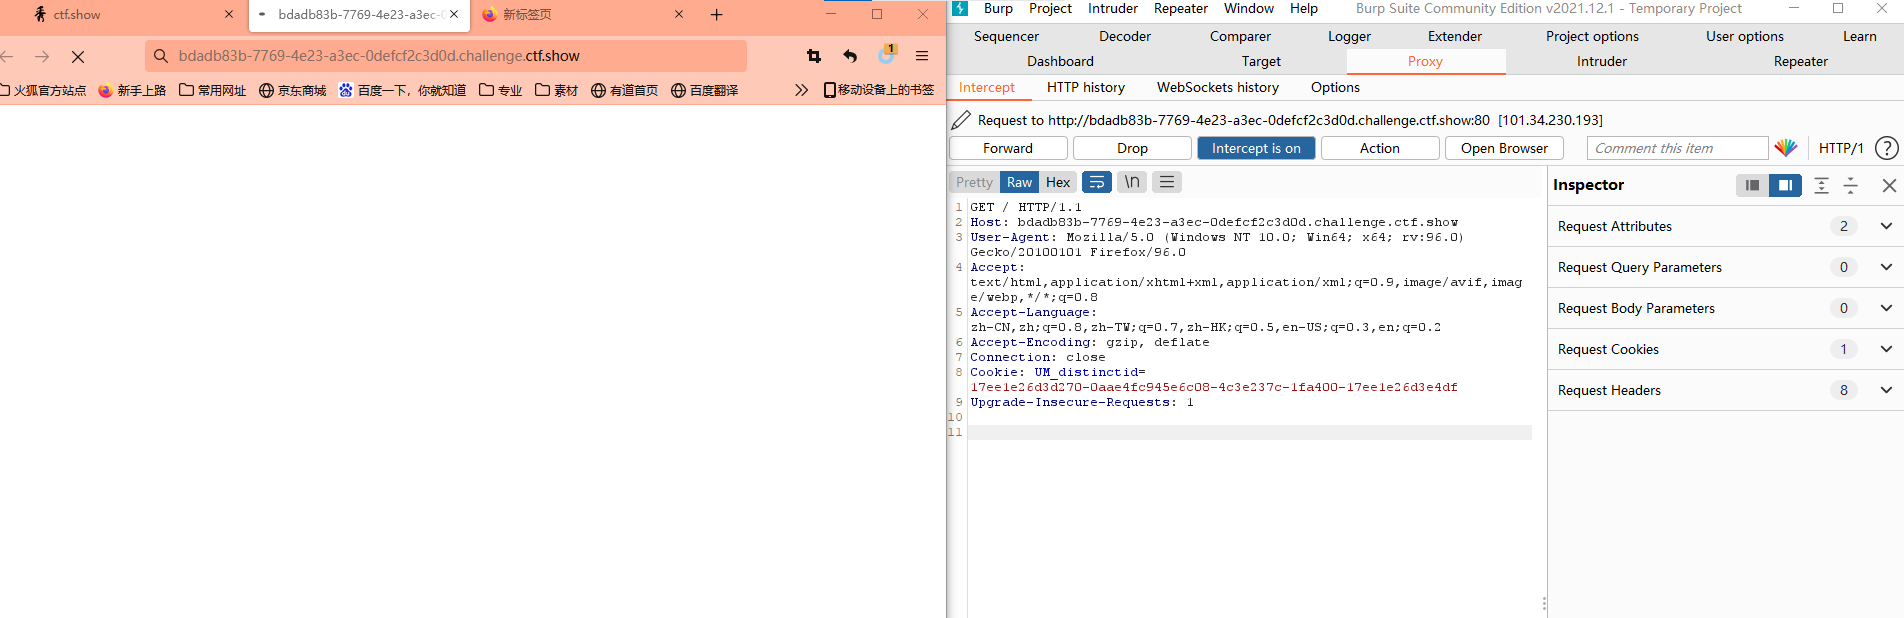 ctf.show
bdadb83b-7769-4e23-a3ec-0
新标签页
bdadb83b-7769-4e23-a3ec-0defcf2c3d0d.challenge.ctf.show
1
火狐官方站点 新手上路 常用网址 京东商城 百度一下，你就知道 专业 素材 有道首页 百度翻译 移动设备上的书签
Burp Project Intruder Repeater Window Help Burp Suite Community Edition v2021.12.1 - Temporary Project
Sequencer Decoder Comparer Logger Extender Project options User options Learn
Dashboard Target Proxy Intruder Repeater
Intercept HTTP history WebSockets history Options
Request to http://bdadb83b-7769-4e23-a3ec-0defcf2c3d0d.challenge.ctf.show:80 [101.34.230.193]
Forward Drop Intercept is on Action Open Browser Comment this item HTTP/1 ?
Pretty Raw Hex \n
1 GET / HTTP/1.1
2 Host: bdadb83b-7769-4e23-a3ec-0defcf2c3d0d.challenge.ctf.show
3 User-Agent: Mozilla/5.0 (Windows NT 10.0; Win64; x64; rv:96.0)
Gecko/20100101 Firefox/96.0
4 Accept:
text/html,application/xhtml+xml,application/xml;q=0.9,image/avif,imag
e/webp,*/*;q=0.8
5 Accept-Language:
zh-CN,zh;q=0.8,zh-TW;q=0.7,zh-HK;q=0.5,en-US;q=0.3,en;q=0.2
6 Accept-Encoding: gzip, deflate
7 Connection: close
8 Cookie: UM_distinctid=
17ee1e26d3d270-0aae4fc945e6c08-4c3e237c-1fa400-17ee1e26d3e4df
9 Upgrade-Insecure-Requests: 1
10
11
Inspector
Request Attributes 2
Request Query Parameters 0
Request Body Parameters 0
Request Cookies 1
Request Headers 8